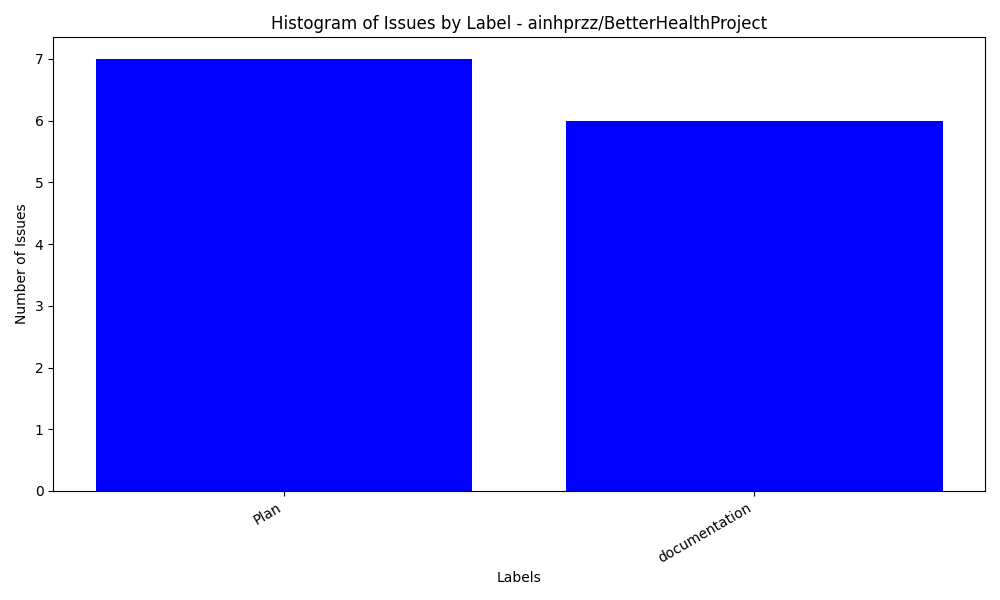 Histogram of Issues by Label - ainhprzz/BetterHealthProject
Number of Issues
7
6
5
4
3
2
1
0
Plan
documentation
Labels